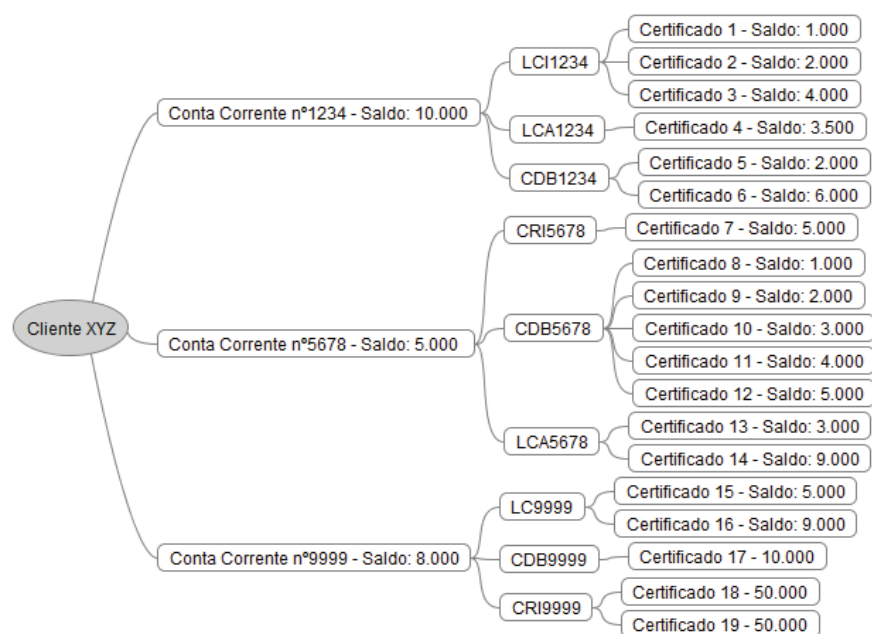 Cliente XYZ
Conta Corrente nº1234 - Saldo: 10.000
LCI1234
Certificado 1 - Saldo: 1.000
Certificado 2 - Saldo: 2.000
Certificado 3 - Saldo: 4.000
LCA1234
Certificado 4 - Saldo: 3.500
CDB1234
Certificado 5 - Saldo: 2.000
Certificado 6 - Saldo: 6.000
Conta Corrente nº5678 - Saldo: 5.000
CRI5678
Certificado 7 - Saldo: 5.000
CDB5678
Certificado 8 - Saldo: 1.000
Certificado 9 - Saldo: 2.000
Certificado 10 - Saldo: 3.000
Certificado 11 - Saldo: 4.000
Certificado 12 - Saldo: 5.000
LCA5678
Certificado 13 - Saldo: 3.000
Certificado 14 - Saldo: 9.000
Conta Corrente nº9999 - Saldo: 8.000
LC9999
Certificado 15 - Saldo: 5.000
Certificado 16 - Saldo: 9.000
CDB9999
Certificado 17 - 10.000
CRI9999
Certificado 18 - 50.000
Certificado 19 - 50.000